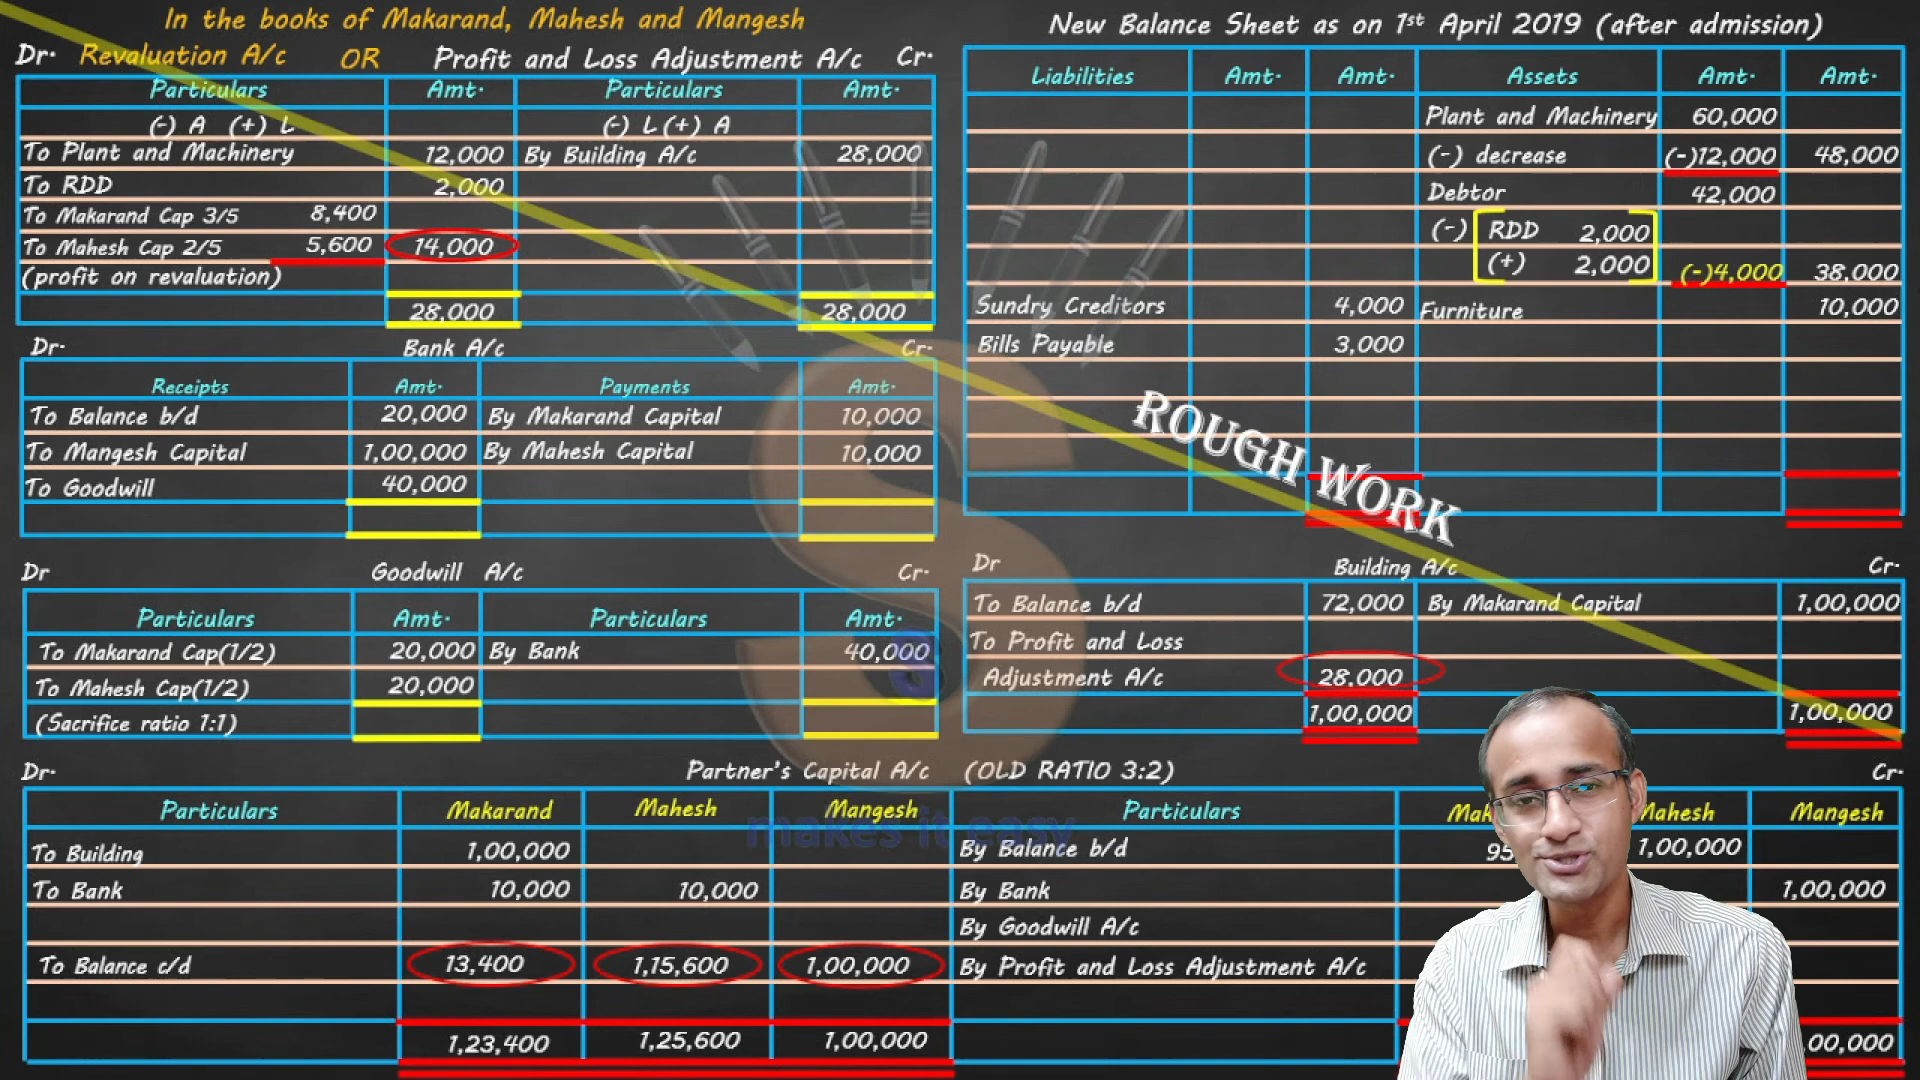 In the books of Makarand, Mahesh and Mangesh
Dr. Revaluation A/c OR Profit and Loss Adjustment A/c Cr.
Particulars Amt. Particulars Amt.
(-) A (+) L (-) L (+) A
To Plant and Machinery 12,000 By Building A/c 28,000
To RDD 2,000
To Makarand Cap 3/5 8,400
To Mahesh Cap 2/5 5,600 14,000
(profit on revaluation)
28,000 28,000
Dr. Bank A/c Cr.
Receipts Amt. Payments Amt.
To Balance b/d 20,000 By Makarand Capital 10,000
To Mangesh Capital 1,00,000 By Mahesh Capital 10,000
To Goodwill 40,000
Dr Goodwill A/c Cr.
Particulars Amt. Particulars Amt.
To Makarand Cap(1/2) 20,000 By Bank 40,000
To Mahesh Cap(1/2) 20,000
(Sacrifice ratio 1:1)
New Balance Sheet as on 1st April 2019 (after admission)
Liabilities Amt. Amt. Assets Amt. Amt.
Plant and Machinery 60,000
(-) decrease (-)12,000 48,000
Debtor 42,000
(-) RDD 2,000
(+) 2,000 (-)4,000 38,000
Sundry Creditors 4,000 Furniture 10,000
Bills Payable 3,000
ROUGH WORK
Dr Building A/c Cr.
To Balance b/d 72,000 By Makarand Capital 1,00,000
To Profit and Loss
Adjustment A/c 28,000
1,00,000 1,00,000
Dr. Partner's Capital A/c (OLD RATIO 3:2) Cr.
Particulars Makarand Mahesh Mangesh Particulars Mahesh Mangesh
To Building 1,00,000 By Balance b/d 1,00,000
To Bank 10,000 10,000 By Bank 1,00,000
By Goodwill A/c
To Balance c/d 13,400 1,15,600 1,00,000 By Profit and Loss Adjustment A/c
1,23,400 1,25,600 1,00,000 00,000
S
makes it easy